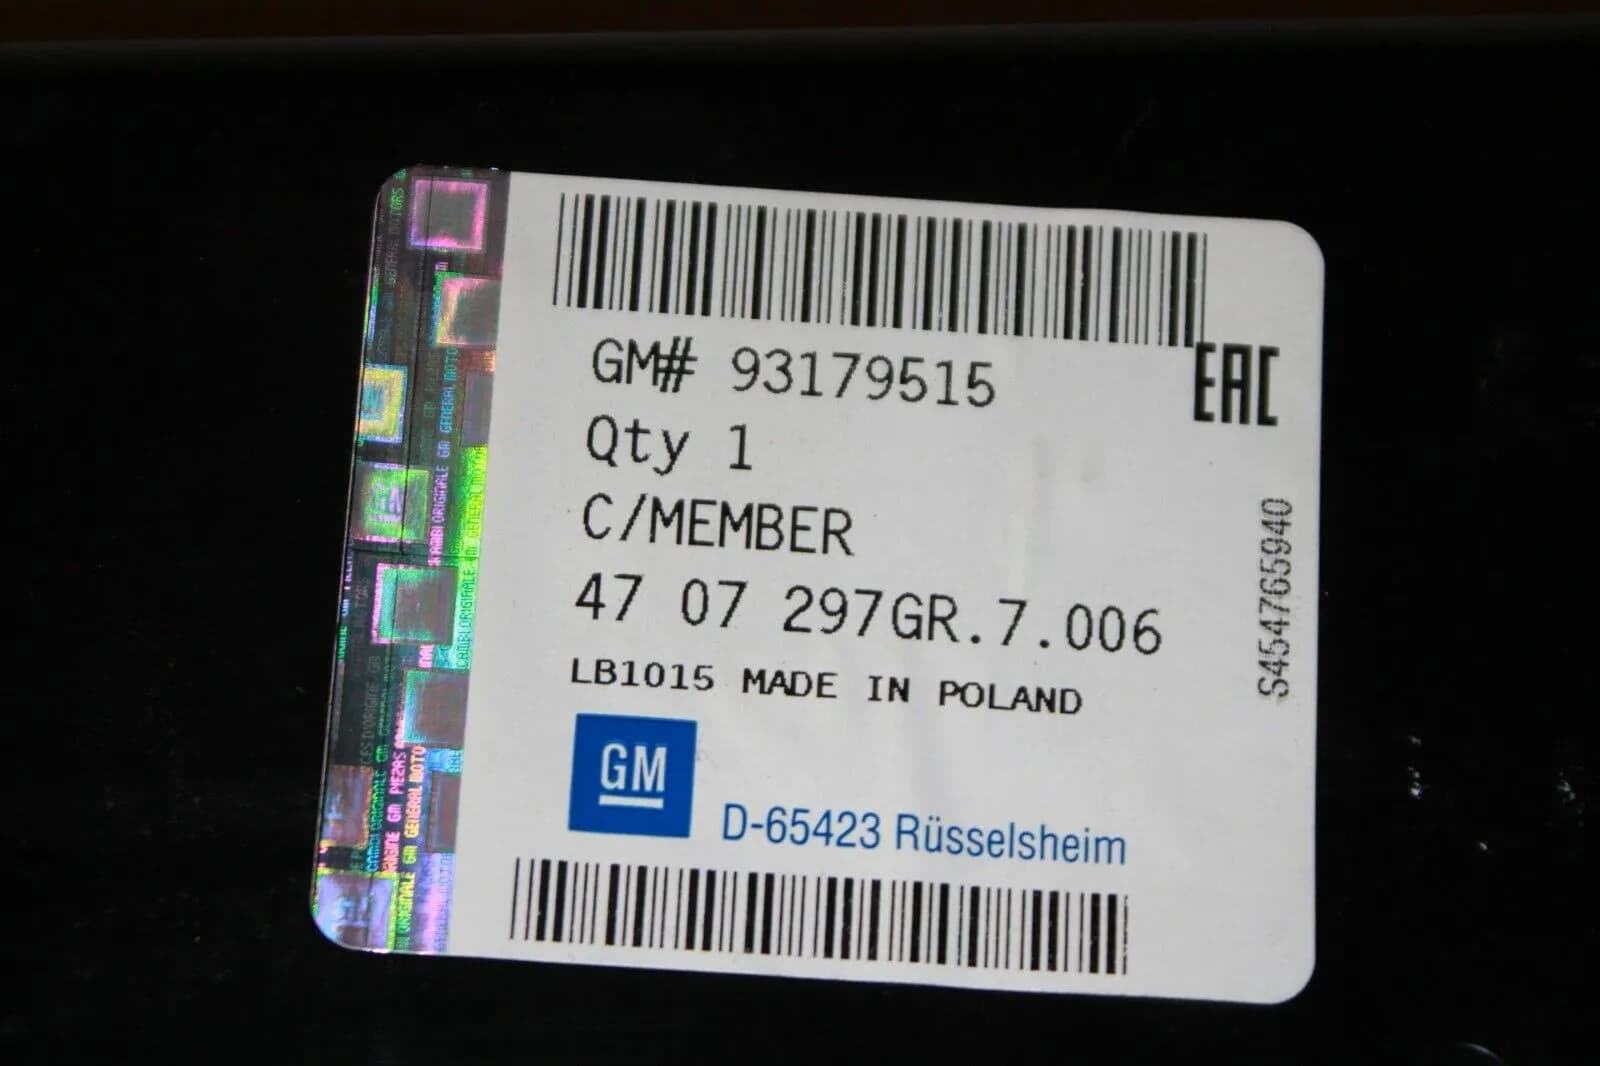 GM# 93179515
EAC
Qty 1
C/MEMBER
47 07 297GR.7.006
LB1015 MADE IN POLAND
S454765940
GM
D-65423 Rüsselsheim